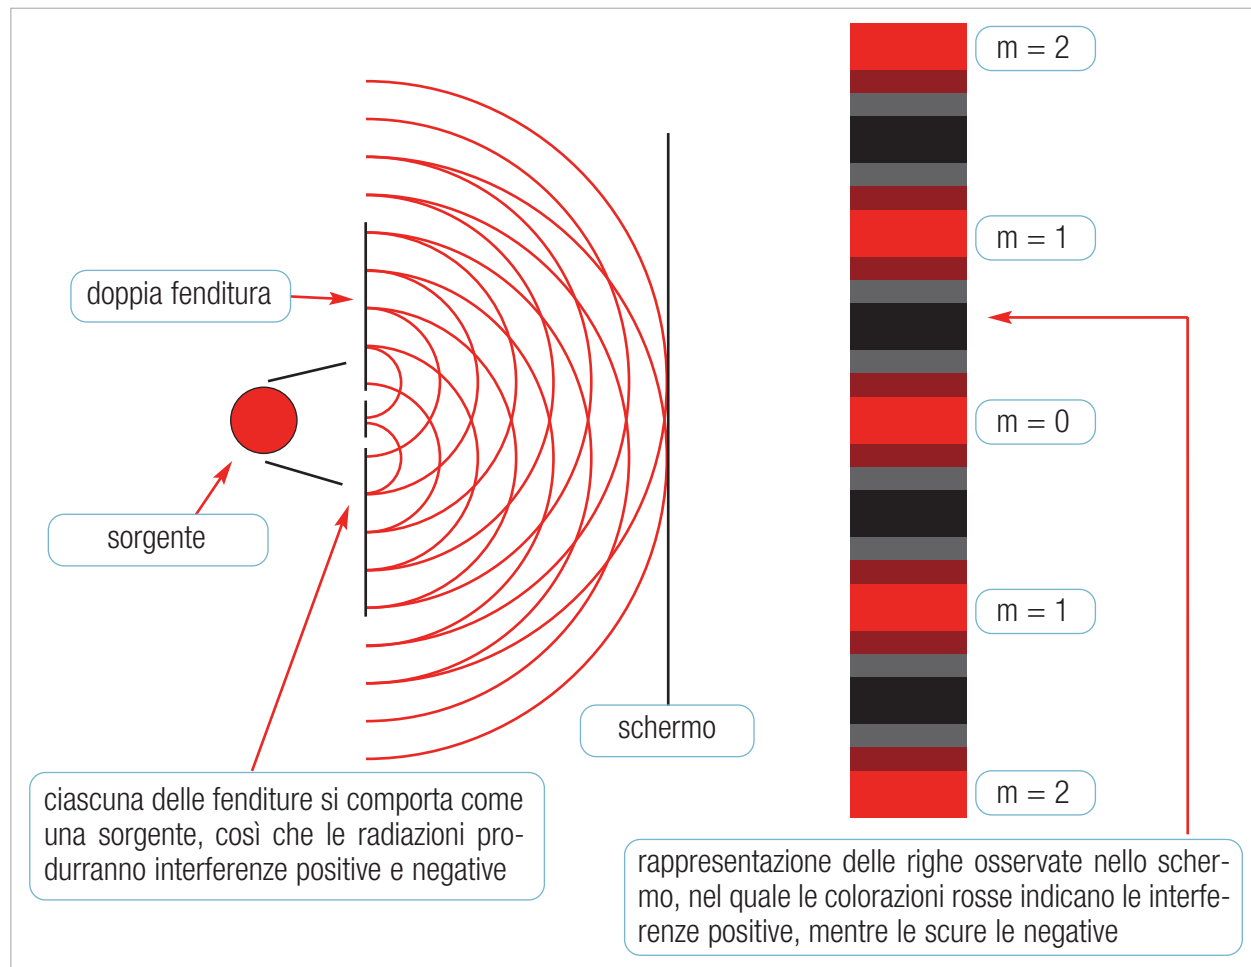 m = 2
m = 1
doppia fenditura
m = 0
sorgente
m = 1
schermo
ciascuna delle fenditure si comporta come
una sorgente, così che le radiazioni pro-
durranno interferenze positive e negative
m = 2
rappresentazione delle righe osservate nello scher-
mo, nel quale le colorazioni rosse indicano le interfe-
renze positive, mentre le scure le negative